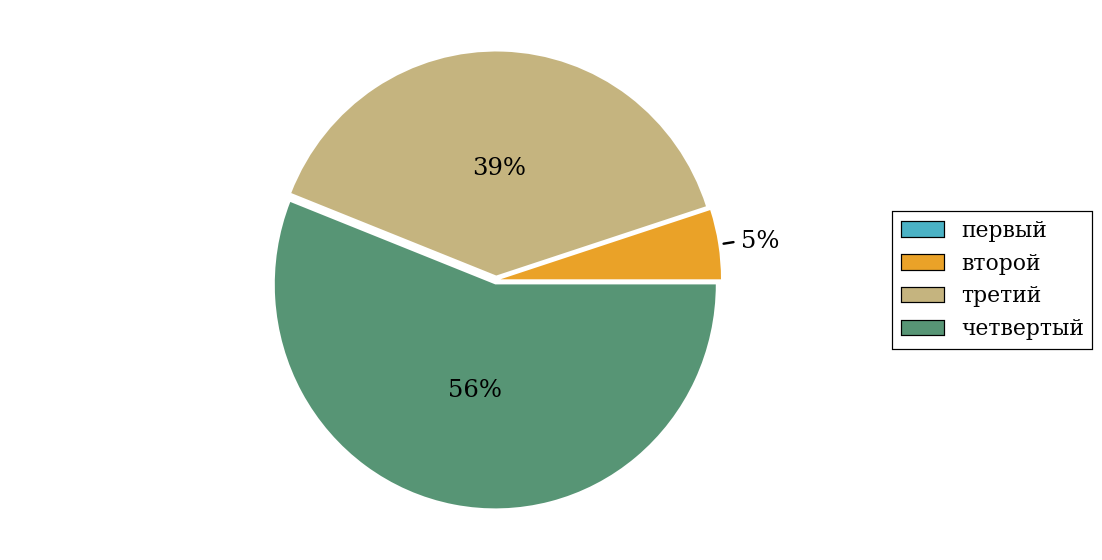 39%
5%
56%
первый
второй
третий
четвертый